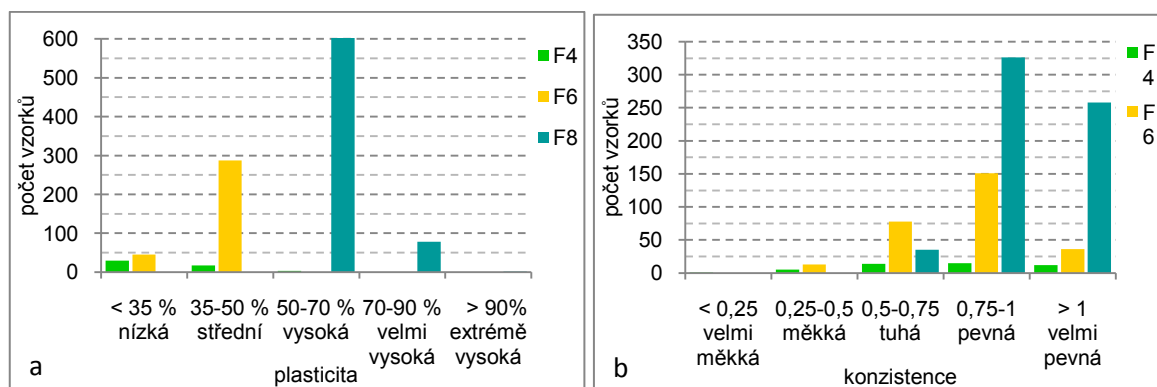 600
500
400
300
200
100
0
počet vzorků
< 35 % 35-50 % 50-70 % 70-90 % > 90%
nízká střední vysoká velmi extrémě
vysoká vysoká
plasticita
F4
F6
F8
a
350
300
250
200
150
100
50
0
počet vzorků
< 0,25 0,25-0,5 0,5-0,75 0,75-1 > 1
velmi měkká tuhá pevná velmi
měkká pevná
konzistence
F
4
F
6
b